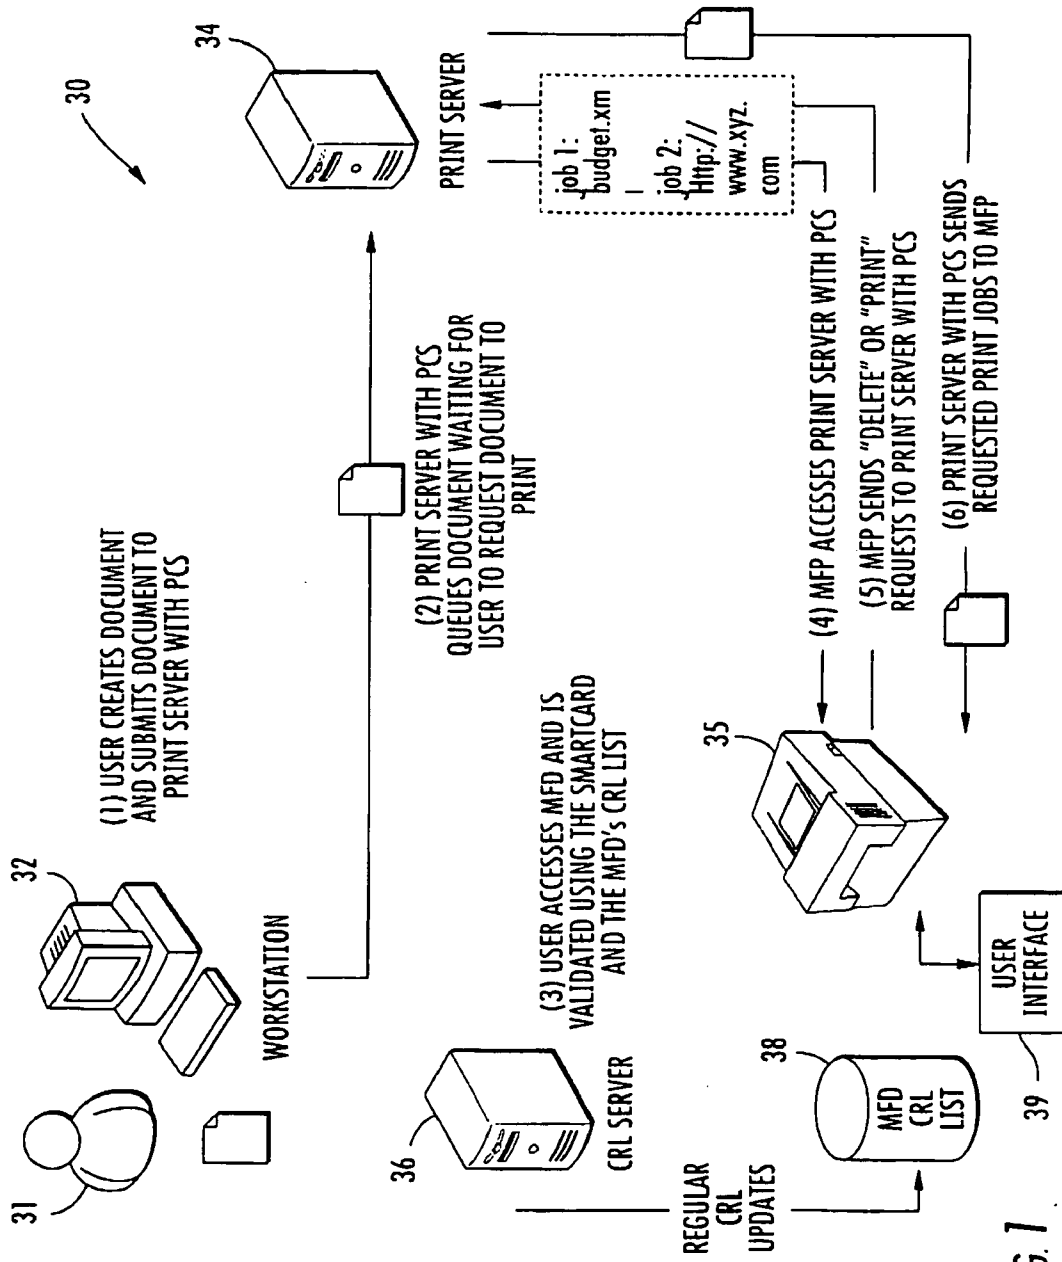 30
31
32
34
(1) USER CREATES DOCUMENT
AND SUBMITS DOCUMENT TO
PRINT SERVER WITH PCS
WORKSTATION
PRINT SERVER
(2) PRINT SERVER WITH PCS
QUEUES DOCUMENT WAITING FOR
USER TO REQUEST DOCUMENT TO
PRINT
job 1:
budget.xm
l
job 2:
Http://
www.xyz.
com
36
CRL SERVER
(3) USER ACCESSES MFD AND IS
VALIDATED USING THE SMARTCARD
AND THE MFD's CRL LIST
35
(4) MFP ACCESSES PRINT SERVER WITH PCS
(5) MFP SENDS "DELETE" OR "PRINT"
REQUESTS TO PRINT SERVER WITH PCS
(6) PRINT SERVER WITH PCS SENDS
REQUESTED PRINT JOBS TO MFP
REGULAR
CRL
UPDATES
38
MFD
CRL
LIST
USER
INTERFACE
39
G. 1